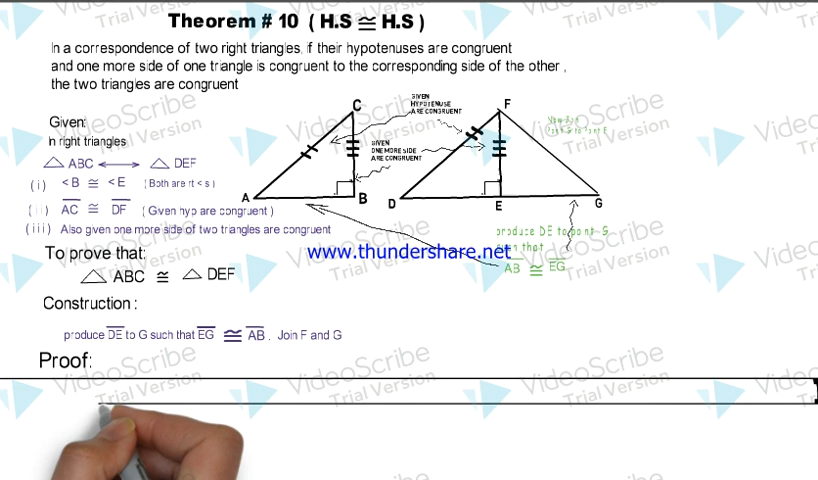 Theorem # 10 ( H.S ≅ H.S )
In a correspondence of two right triangles, if their hypotenuses are congruent
and one more side of one triangle is congruent to the corresponding side of the other ,
the two triangles are congruent
Given:
In right triangles
△ ABC ⟷ △ DEF
(i) <B ≅ <E (Both are rt <s)
AC ≅ DF (Given hyp are congruent)
(iii) Also given one more side of two triangles are congruent
To prove that:
△ ABC ≅ △ DEF
Construction :
produce DE to G such that EG ≅ AB , Join F and G
Proof:
GIVEN
HYPOTENUSE
ARE CONGRUENT
GIVEN
ONE MORE SIDE
ARE CONGRUENT
C
A
B
F
D
E
G
produce DE to point G
that
AB ≅ EG
www.thundershare.net
VideoScribe
Trial Version